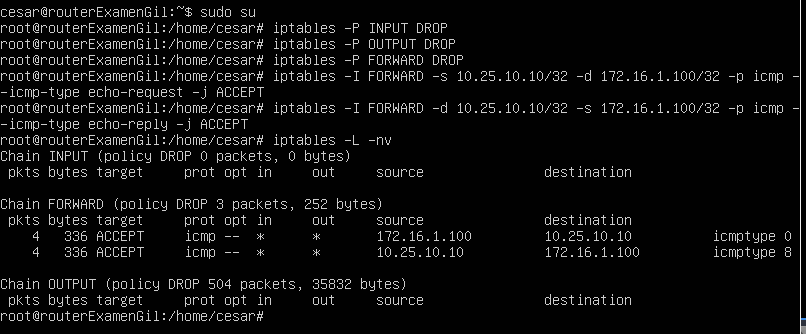 cesar@routerExamenGil:~$ sudo su
root@routerExamenGil:/home/cesar# iptables -P INPUT DROP
root@routerExamenGil:/home/cesar# iptables -P OUTPUT DROP
root@routerExamenGil:/home/cesar# iptables -P FORWARD DROP
root@routerExamenGil:/home/cesar# iptables -I FORWARD -s 10.25.10.10/32 -d 172.16.1.100/32 -p icmp -
-icmp-type echo-request -j ACCEPT
root@routerExamenGil:/home/cesar# iptables -I FORWARD -d 10.25.10.10/32 -s 172.16.1.100/32 -p icmp -
-icmp-type echo-reply -j ACCEPT
root@routerExamenGil:/home/cesar# iptables -L -nv
Chain INPUT (policy DROP 0 packets, 0 bytes)
 pkts bytes target     prot opt in     out     source               destination

Chain FORWARD (policy DROP 3 packets, 252 bytes)
 pkts bytes target     prot opt in     out     source               destination
    4   336 ACCEPT     icmp --  *      *       172.16.1.100         10.25.10.10          icmptype 0
    4   336 ACCEPT     icmp --  *      *       10.25.10.10          172.16.1.100         icmptype 8

Chain OUTPUT (policy DROP 504 packets, 35832 bytes)
 pkts bytes target     prot opt in     out     source               destination
root@routerExamenGil:/home/cesar#